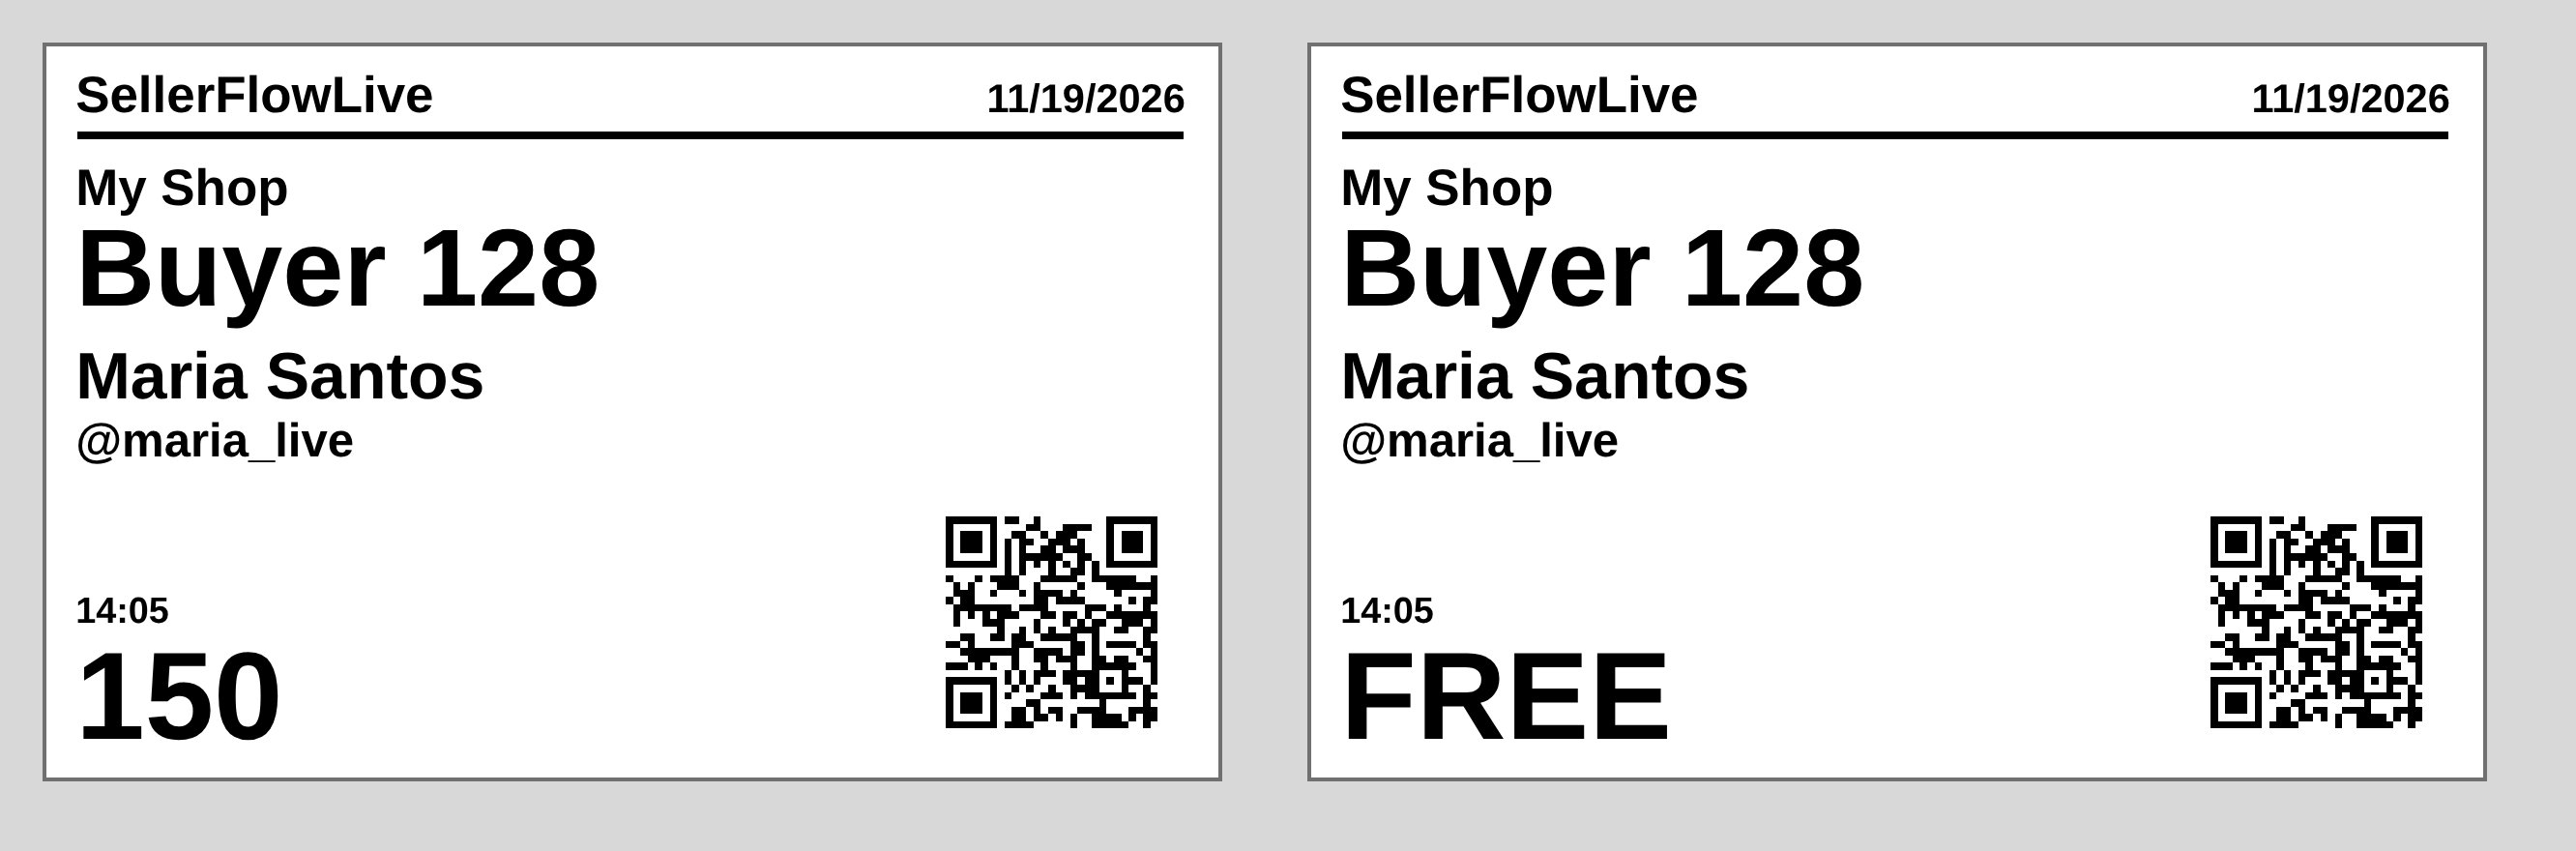 SellerFlowLive 11/19/2026
My Shop
Buyer 128
Maria Santos
@maria_live
14:05
150
SellerFlowLive 11/19/2026
My Shop
Buyer 128
Maria Santos
@maria_live
14:05
FREE